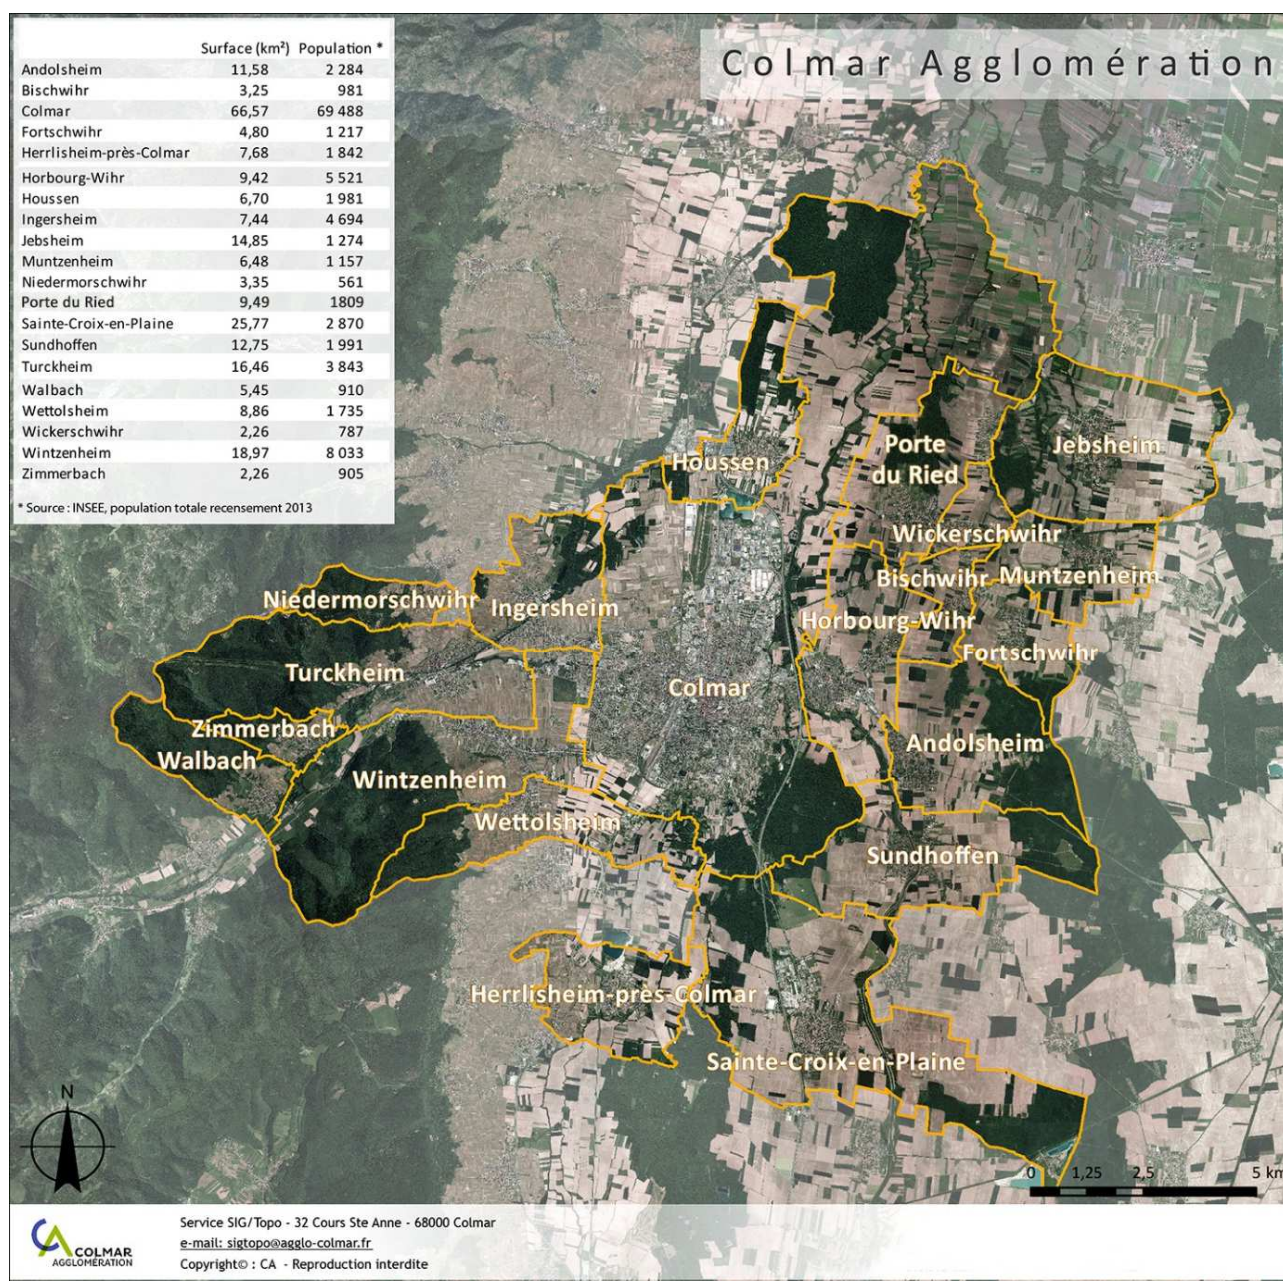 Colmar Agglomération
Surface (km²) Population *
Andolsheim 11,58 2 284
Bischwihr 3,25 981
Colmar 66,57 69 488
Fortschwihr 4,80 1 217
Herrlisheim-près-Colmar 7,68 1 842
Horbourg-Wihr 9,42 5 521
Houssen 6,70 1 981
Ingersheim 7,44 4 694
Jebsheim 14,85 1 274
Muntzenheim 6,48 1 157
Niedermorschwihr 3,35 561
Porte du Ried 9,49 1809
Sainte-Croix-en-Plaine 25,77 2 870
Sundhoffen 12,75 1 991
Turckheim 16,46 3 843
Walbach 5,45 910
Wettolsheim 8,86 1 735
Wickerschwihr 2,26 787
Wintzenheim 18,97 8 033
Zimmerbach 2,26 905
* Source : INSEE, population totale recensement 2013
Porte
du Ried
Jebsheim
Houssen
Wickerschwihr
Bischwihr
Muntzenheim
Niedermorschwihr
Ingersheim
Horbourg-Wihr
Fortschwihr
Turckheim
Colmar
Zimmerbach
Walbach
Andolsheim
Wintzenheim
Wettolsheim
Sundhoffen
Herrlisheim-près-Colmar
Sainte-Croix-en-Plaine
N
0 1,25 2,5 5 km
COLMAR
AGGLOMÉRATION
Service SIG/Topo - 32 Cours Ste Anne - 68000 Colmar
e-mail: sigtopo@agglo-colmar.fr
Copyright© : CA - Reproduction interdite